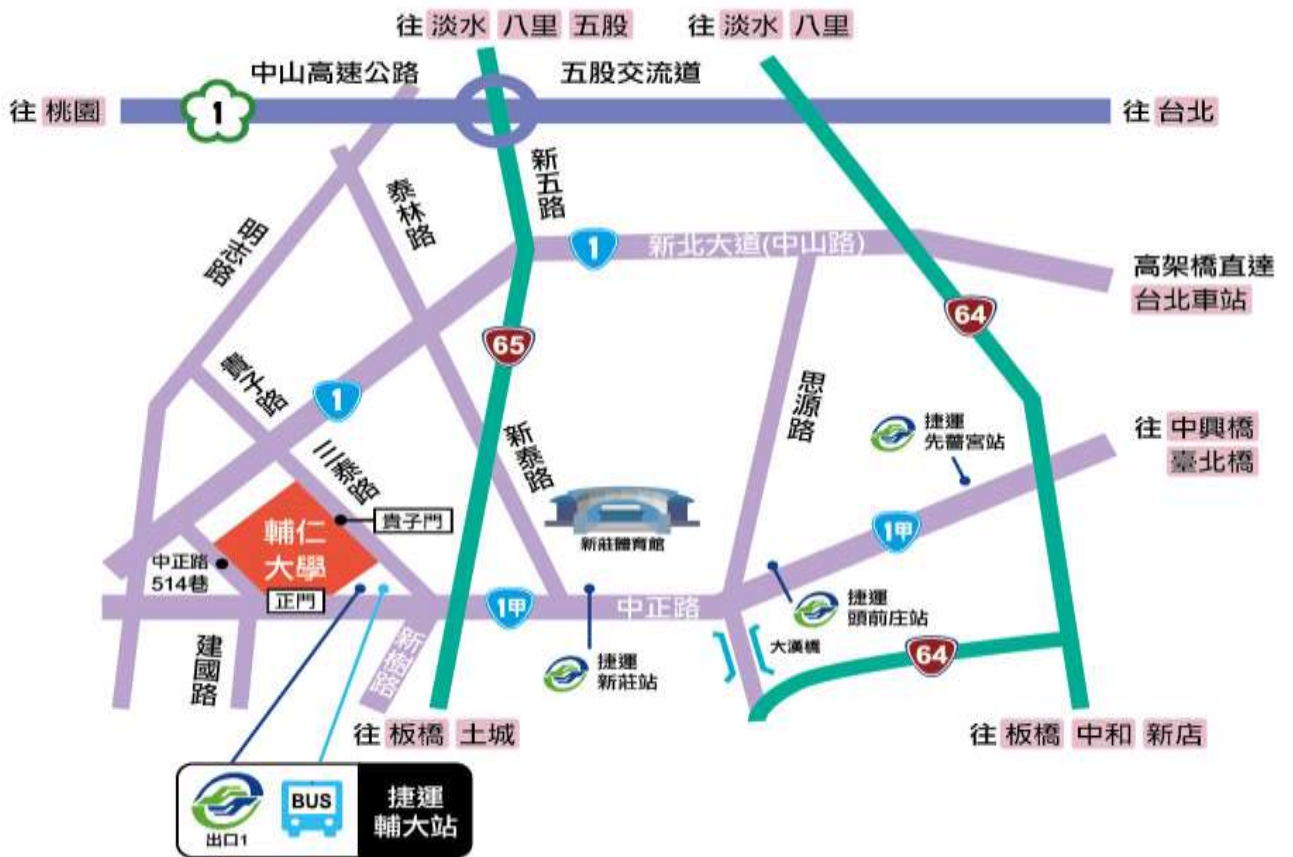 往 淡水 八里 五股
往 淡水 八里
中山高速公路
五股交流道
往 桃園
1
往 台北
新五路
泰林路
明志路
1
新北大道(中山路)
高架橋直達
台北車站
65
64
貴子路
1
思源路
新泰路
三泰路
捷運
先嗇宮站
往 中興橋
臺北橋
輔仁
大學
貴子門
新莊體育館
1甲
中正路
514巷
正門
1甲
中正路
捷運
頭前庄站
建國路
新樹路
捷運
新莊站
大漢橋
64
往 板橋 土城
往 板橋 中和 新店
出口1
BUS
捷運
輔大站